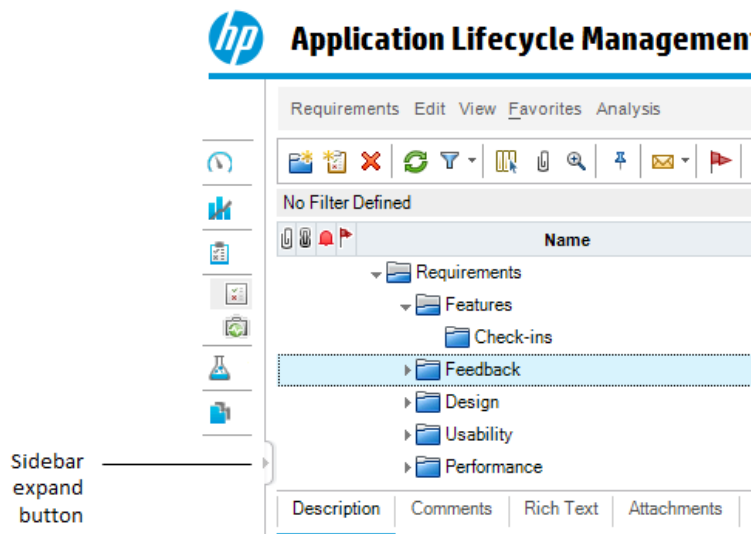 hp
Application Lifecycle Management
Requirements Edit View Favorites Analysis
No Filter Defined
Name
Requirements
Features
Check-ins
Feedback
Design
Usability
Performance
Sidebar
expand
button
Description Comments Rich Text Attachments